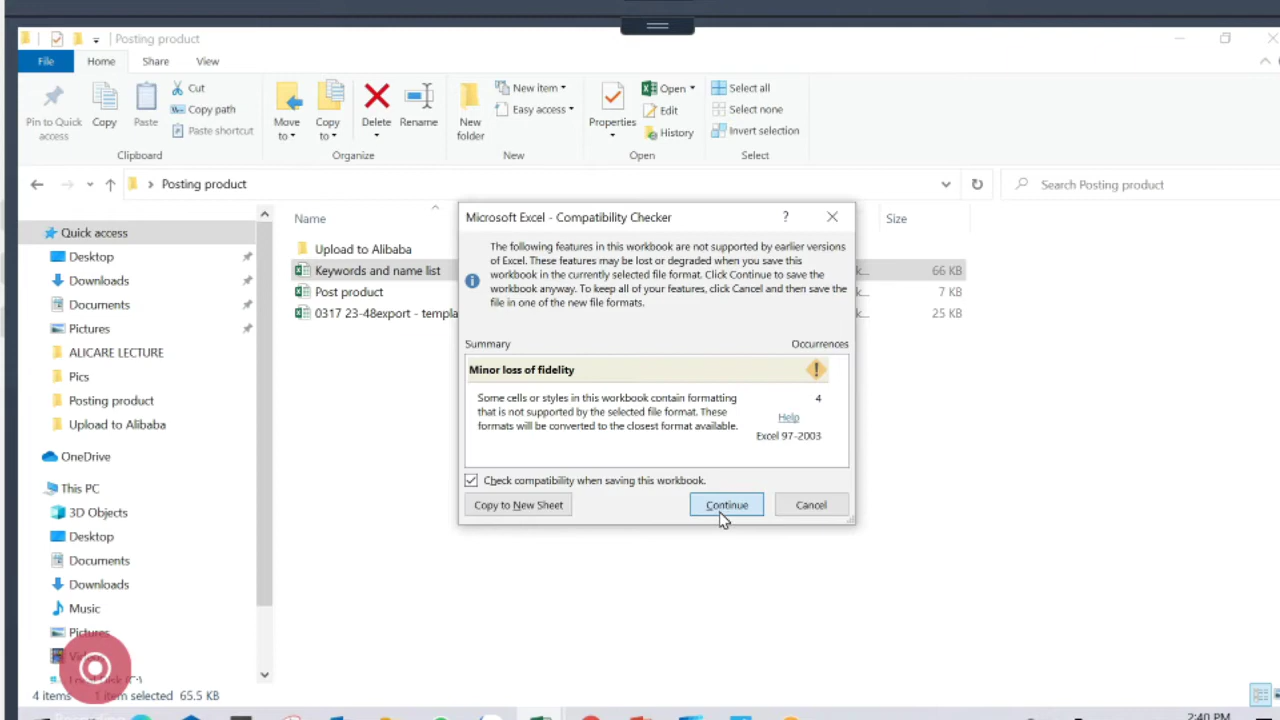 Posting product
File Home Share View
Pin to Quick access
Copy
Paste
Cut
Copy path
Paste shortcut
Clipboard
Move to
Copy to
Delete
Rename
Organize
New folder
New item
Easy access
New
Properties
Open
Edit
History
Open
Select all
Select none
Invert selection
Select
Posting product
Search Posting product
Quick access
Desktop
Downloads
Documents
Pictures
ALICARE LECTURE
Pics
Posting product
Upload to Alibaba
OneDrive
This PC
3D Objects
Desktop
Documents
Downloads
Music
Pictures
Name Size
Upload to Alibaba
Keywords and name list k... 66 KB
Post product k... 7 KB
0317 23-48export - templa k... 25 KB
Microsoft Excel - Compatibility Checker ?
The following features in this workbook are not supported by earlier versions
of Excel. These features may be lost or degraded when you save this
workbook in the currently selected file format. Click Continue to save the
workbook anyway. To keep all of your features, click Cancel and then save the
file in one of the new file formats.
Summary Occurrences
Minor loss of fidelity
Some cells or styles in this workbook contain formatting 4
that is not supported by the selected file format. These Help
formats will be converted to the closest format available.
Excel 97-2003
Check compatibility when saving this workbook.
Copy to New Sheet Continue Cancel
4 items 1 item selected 65.5 KB
2:40 PM